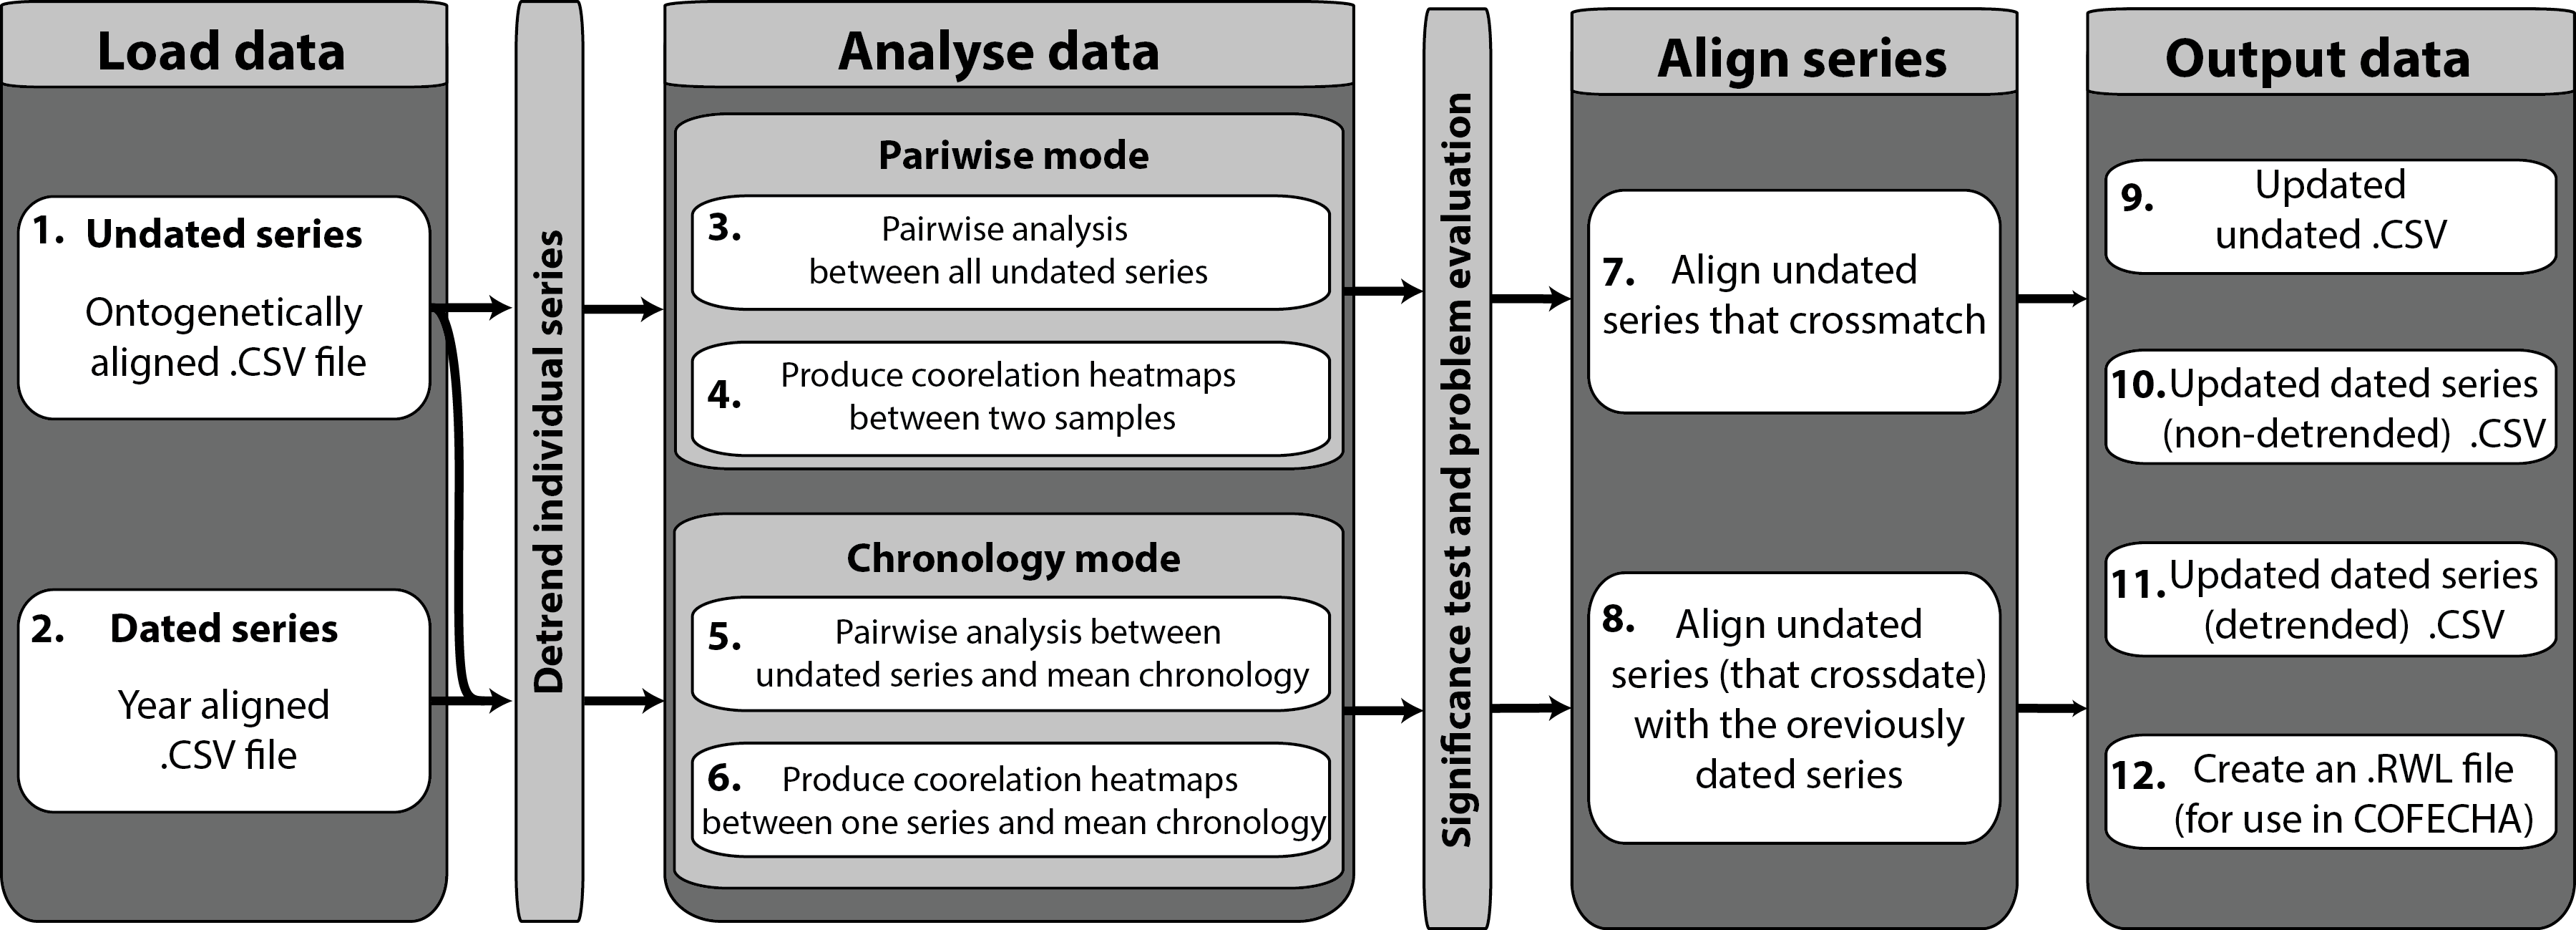 Load data
1. Undated series
Ontogenetically
aligned .CSV file
2. Dated series
Year aligned
.CSV file
Detrend individual series
Analyse data
Pariwise mode
3. Pairwise analysis
between all undated series
4. Produce coorelation heatmaps
between two samples
Chronology mode
5. Pairwise analysis between
undated series and mean chronology
6. Produce coorelation heatmaps
between one series and mean chronology
Significance test and problem evaluation
Align series
7. Align undated
series that crossmatch
8. Align undated
series (that crossdate)
with the oreviously
dated series
Output data
9. Updated
undated .CSV
10. Updated dated series
(non-detrended) .CSV
11. Updated dated series
(detrended) .CSV
12. Create an .RWL file
(for use in COFECHA)